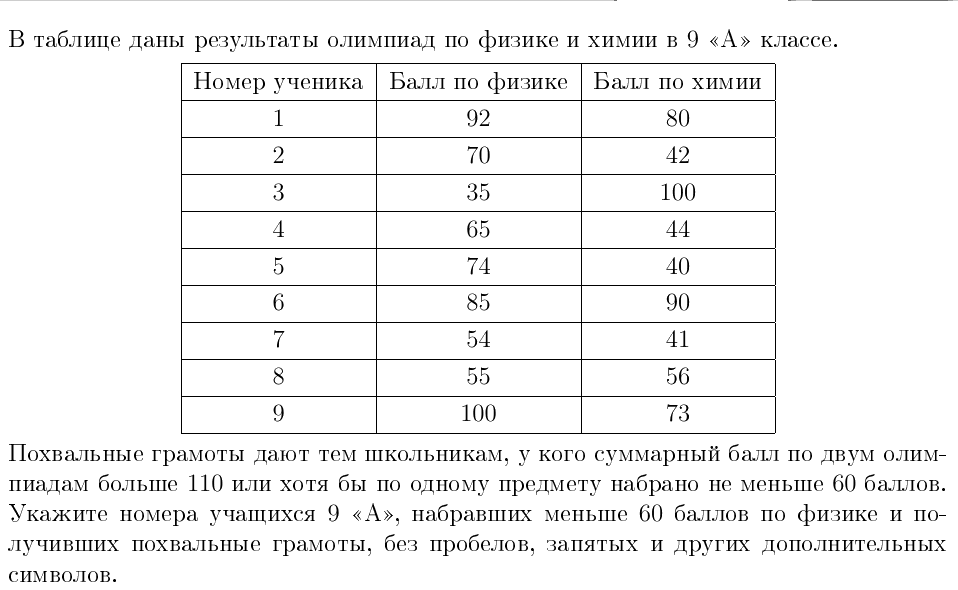 В таблице даны результаты олимпиад по физике и химии в 9 «А» классе.
Номер ученика Балл по физике Балл по химии
1 92 80
2 70 42
3 35 100
4 65 44
5 74 40
6 85 90
7 54 41
8 55 56
9 100 73
Похвальные грамоты дают тем школьникам, у кого суммарный балл по двум олим-
пиадам больше 110 или хотя бы по одному предмету набрано не меньше 60 баллов.
Укажите номера учащихся 9 «А», набравших меньше 60 баллов по физике и по-
лучивших похвальные грамоты, без пробелов, запятых и других дополнительных
символов.